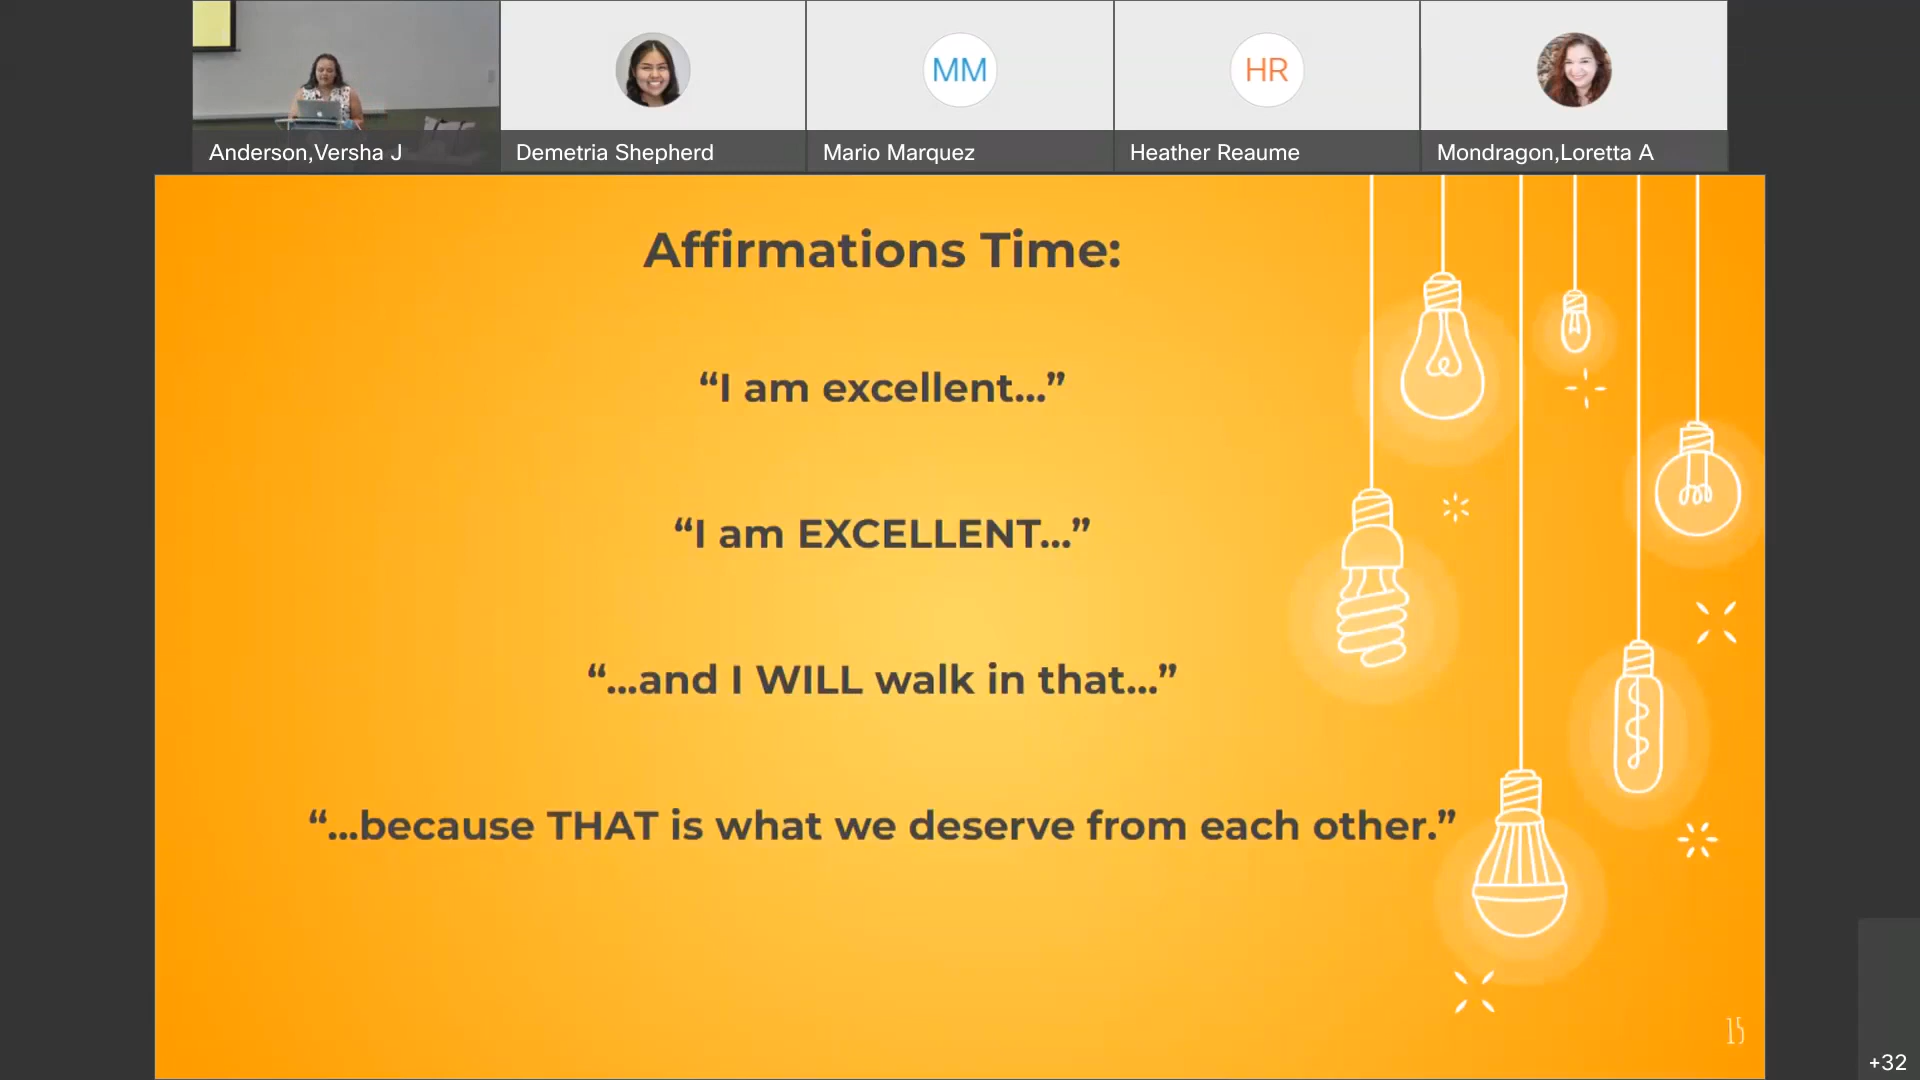 MM
HR
Anderson,Versha J
Demetria Shepherd
Mario Marquez
Heather Reaume
Mondragon,Loretta A
Affirmations Time:
“I am excellent...”
“I am EXCELLENT...”
“...and I WILL walk in that...”
“...because THAT is what we deserve from each other.”
15
+32